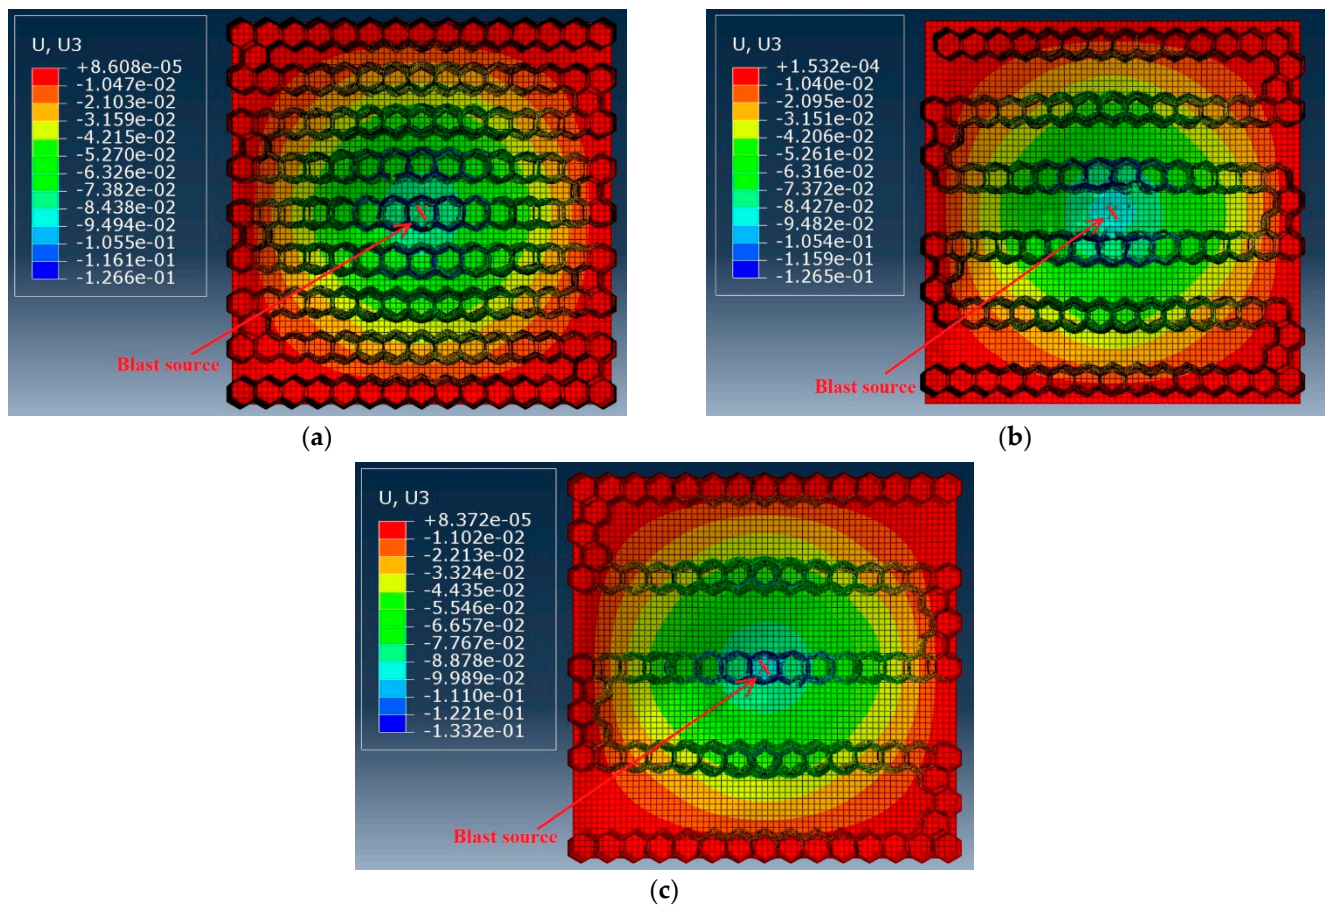 U, U3
+8.608e-05
-1.047e-02
-2.103e-02
-3.159e-02
-4.215e-02
-5.270e-02
-6.326e-02
-7.382e-02
-8.438e-02
-9.494e-02
-1.055e-01
-1.161e-01
-1.266e-01
Blast source
(a)
U, U3
+1.532e-04
-1.040e-02
-2.095e-02
-3.151e-02
-4.206e-02
-5.261e-02
-6.316e-02
-7.372e-02
-8.427e-02
-9.482e-02
-1.054e-01
-1.159e-01
-1.265e-01
Blast source
(b)
U, U3
+8.372e-05
-1.102e-02
-2.213e-02
-3.324e-02
-4.435e-02
-5.546e-02
-6.657e-02
-7.767e-02
-8.878e-02
-9.989e-02
-1.110e-01
-1.221e-01
-1.332e-01
Blast source
(c)